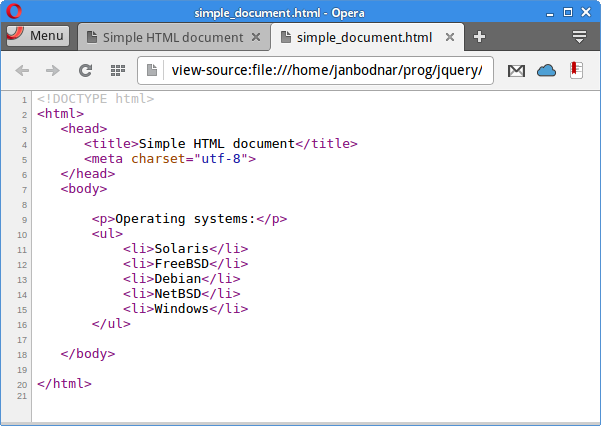 simple_document.html - Opera
Menu
Simple HTML document
simple_document.html
view-source:file:///home/janbodnar/prog/jquery/
1 <!DOCTYPE html>
2 <html>
3    <head>
4       <title>Simple HTML document</title>
5       <meta charset="utf-8">
6    </head>
7    <body>
8
9        <p>Operating systems:</p>
10        <ul>
11            <li>Solaris</li>
12            <li>FreeBSD</li>
13            <li>Debian</li>
14            <li>NetBSD</li>
15            <li>Windows</li>
16        </ul>
17
18    </body>
19
20 </html>
21